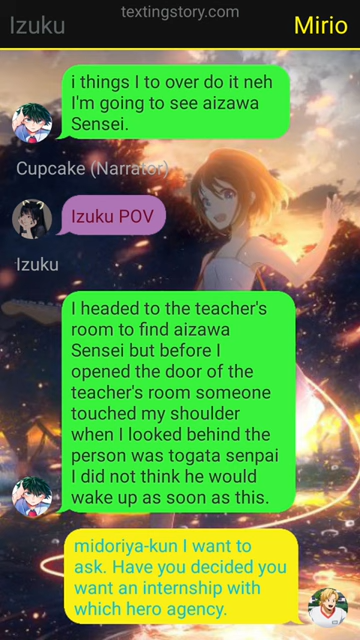 textingstory.com
Izuku
Mirio
i things I to over do it neh
I'm going to see aizawa
Sensei.
Cupcake (Narrator)
Izuku POV
Izuku
I headed to the teacher's
room to find aizawa
Sensei but before I
opened the door of the
teacher's room someone
touched my shoulder
when I looked behind the
person was togata senpai
I did not think he would
wake up as soon as this.
midoriya-kun I want to
ask. Have you decided you
want an internship with
which hero agency.